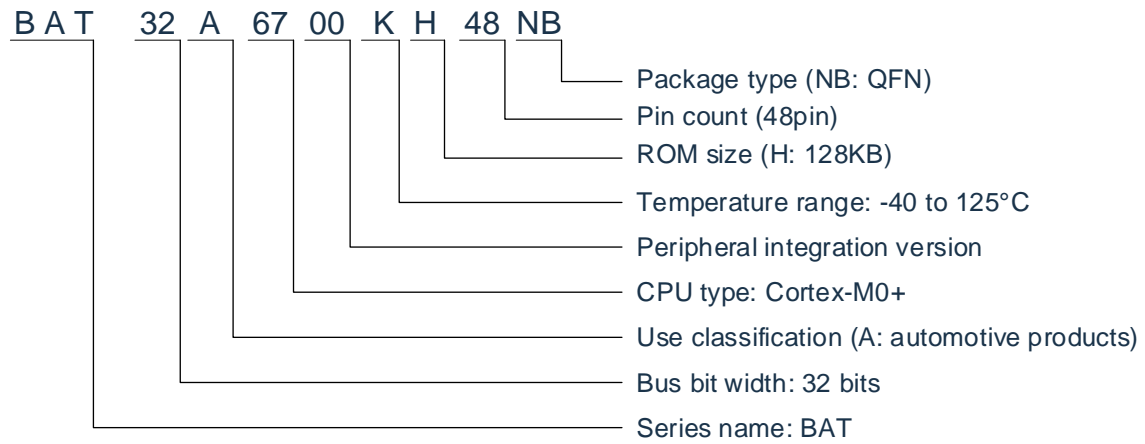 BAT 32 A 67 00 K H 48 NB
Package type (NB: QFN)
Pin count (48pin)
ROM size (H: 128KB)
Temperature range: -40 to 125°C
Peripheral integration version
CPU type: Cortex-M0+
Use classification (A: automotive products)
Bus bit width: 32 bits
Series name: BAT